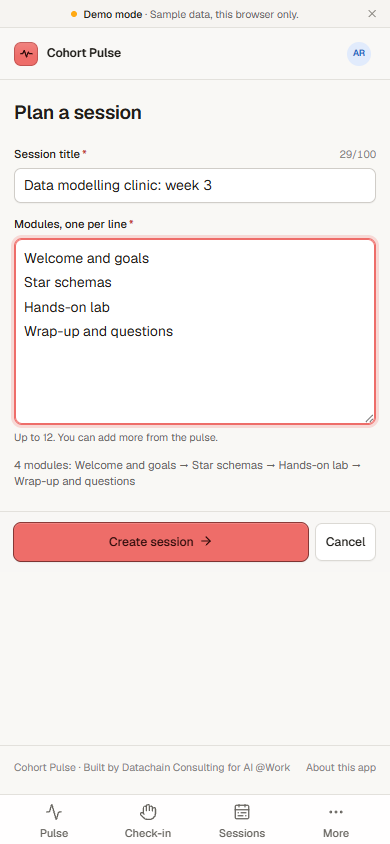 Demo mode · Sample data, this browser only.
Cohort Pulse
AR
Plan a session
Session title *
29/100
Data modelling clinic: week 3
Modules, one per line *
Welcome and goals
Star schemas
Hands-on lab
Wrap-up and questions
Up to 12. You can add more from the pulse.
4 modules: Welcome and goals → Star schemas → Hands-on lab →
Wrap-up and questions
Create session →
Cancel
Cohort Pulse · Built by Datachain Consulting for AI @Work
About this app
Pulse
Check-in
Sessions
More